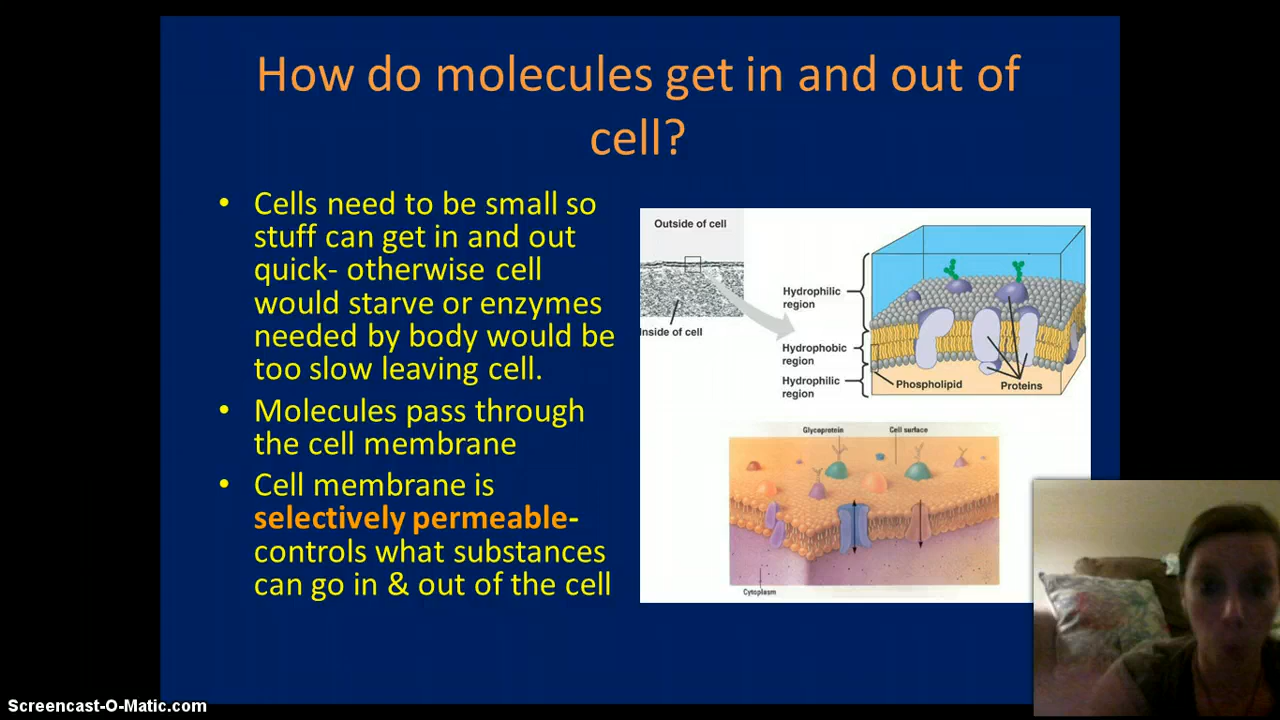 How do molecules get in and out of
cell?
• Cells need to be small so
stuff can get in and out
quick- otherwise cell
would starve or enzymes
needed by body would be
too slow leaving cell.
• Molecules pass through
the cell membrane
• Cell membrane is
selectively permeable-
controls what substances
can go in & out of the cell
Outside of cell
Inside of cell
Hydrophilic
region
Hydrophobic
region
Hydrophilic
region
Phospholipid
Proteins
Glycoprotein
Cell surface
Cytoplasm
Screencast-O-Matic.com